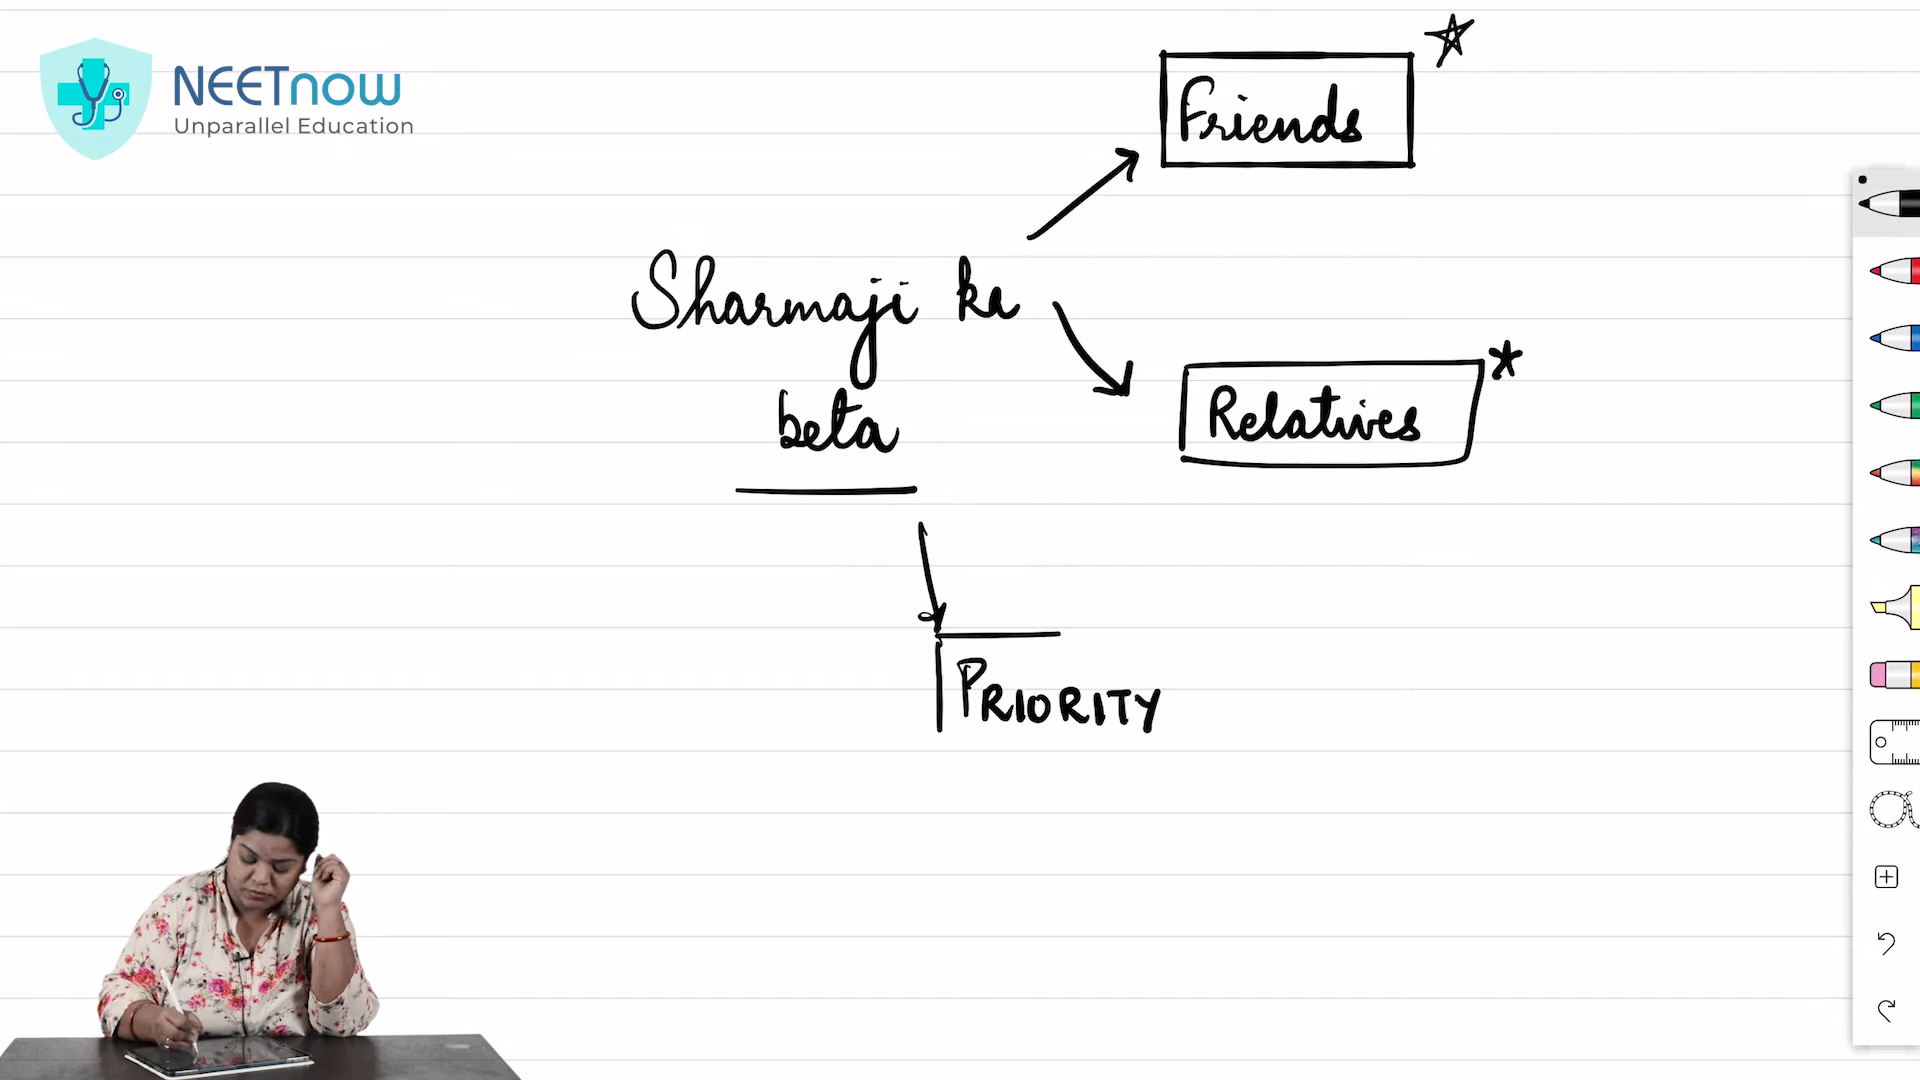 NEETnow
Unparallel Education
Friends
Sharmaji ka
beta
Relatives
PRIORITY